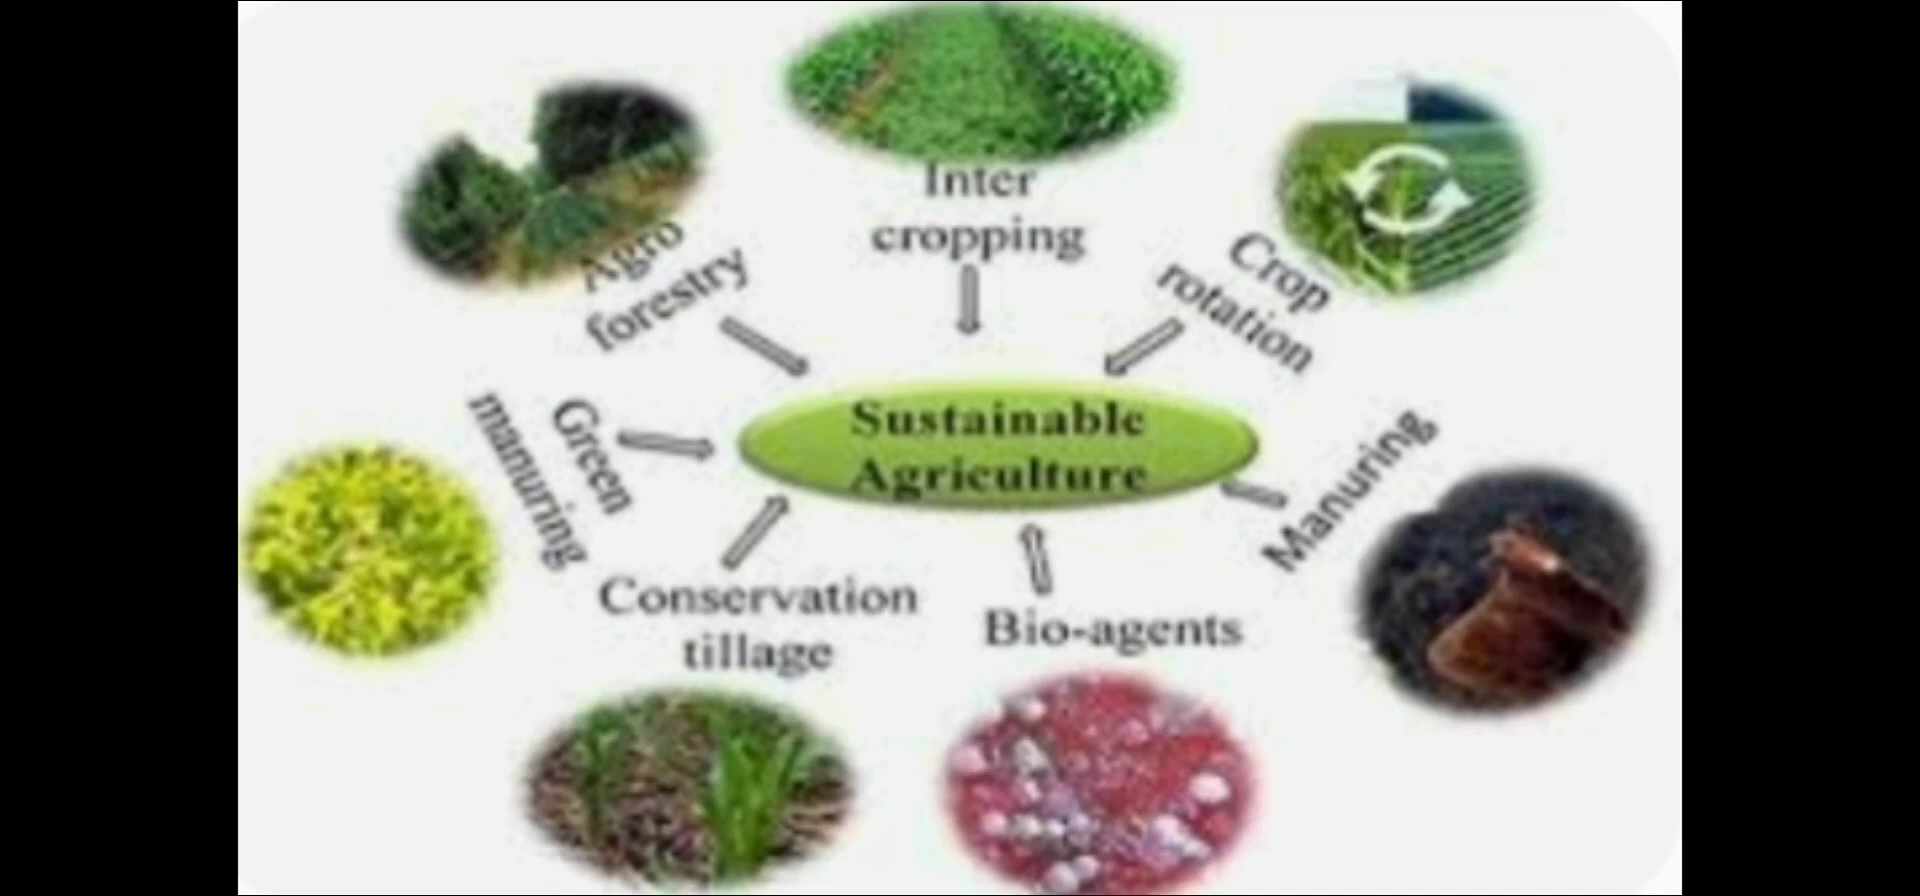 Inter
cropping
Agro
forestry
Crop
rotation
Green
manuring
Sustainable
Agriculture
Manuring
Conservation
tillage
Bio-agents